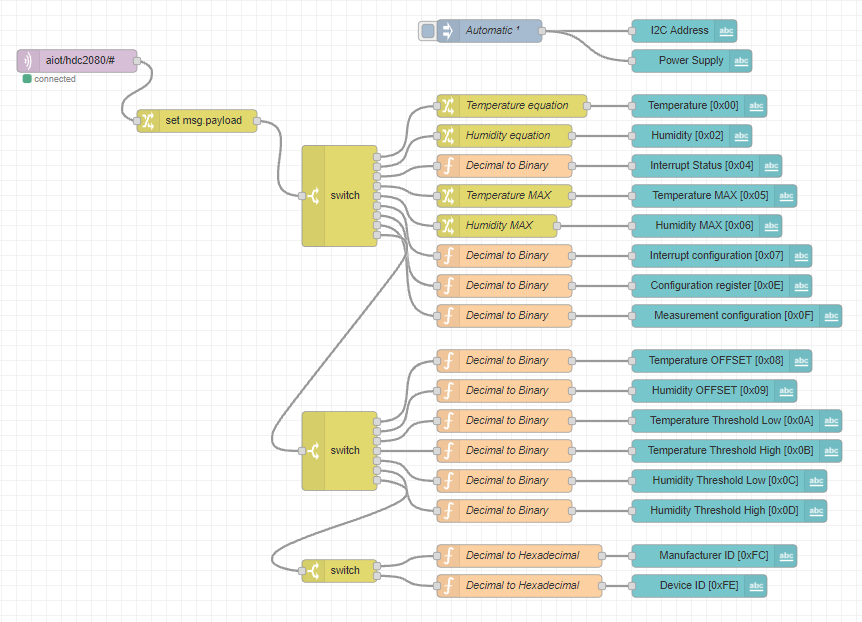 Automatic ¹
abc
I2C Address
abc
Power Supply
abc
aiot/hdc2080/#
connected
set msg.payload
switch
Temperature equation
Temperature [0x00]
abc
Humidity equation
Humidity [0x02]
abc
f
Decimal to Binary
Interrupt Status [0x04]
abc
Temperature MAX
Temperature MAX [0x05]
abc
Humidity MAX
Humidity MAX [0x06]
abc
f
Decimal to Binary
Interrupt configuration [0x07]
abc
f
Decimal to Binary
Configuration register [0x0E]
abc
f
Decimal to Binary
Measurement configuration [0x0F]
abc
switch
f
Decimal to Binary
Temperature OFFSET [0x08]
abc
f
Decimal to Binary
Humidity OFFSET [0x09]
abc
f
Decimal to Binary
Temperature Threshold Low [0x0A]
abc
f
Decimal to Binary
Temperature Threshold High [0x0B]
abc
f
Decimal to Binary
Humidity Threshold Low [0x0C]
abc
f
Decimal to Binary
Humidity Threshold High [0x0D]
abc
switch
f
Decimal to Hexadecimal
Manufacturer ID [0xFC]
abc
f
Decimal to Hexadecimal
Device ID [0xFE]
abc